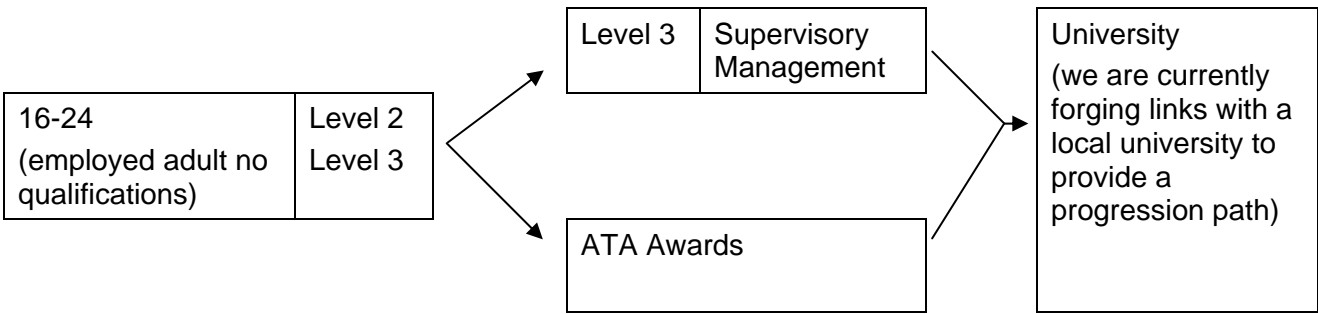 16-24
(employed adult no
qualifications)
Level 2
Level 3
Level 3
Supervisory
Management
ATA Awards
University
(we are currently
forging links with a
local university to
provide a
progression path)